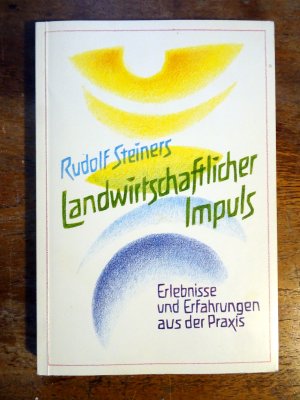 Rudolf Steiners
Landwirtschaftlicher
Impuls
Erlebnisse
und Erfahrungen
aus der Praxis